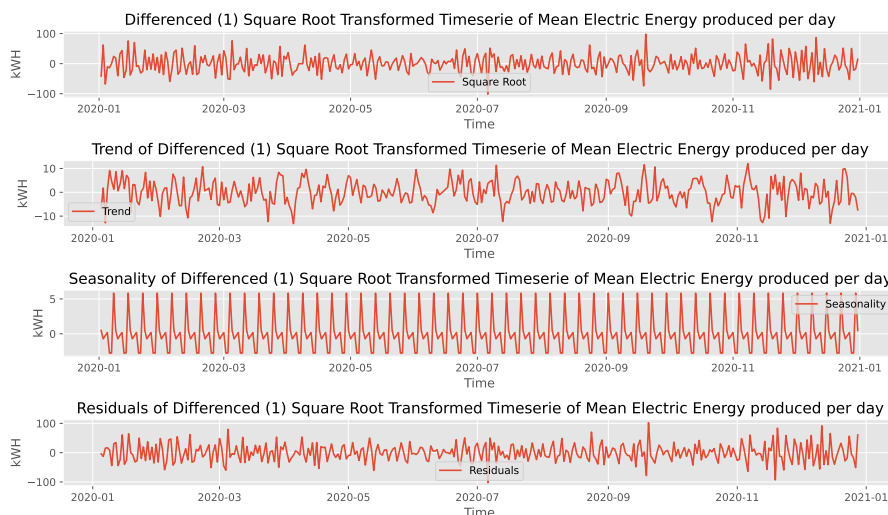 Differenced (1) Square Root Transformed Timeserie of Mean Electric Energy produced per day
100
0
−100
kWH
Square Root
2020-01 2020-03 2020-05 2020-07 2020-09 2020-11 2021-01
Time
Trend of Differenced (1) Square Root Transformed Timeserie of Mean Electric Energy produced per day
10
0
−10
kWH
Trend
2020-01 2020-03 2020-05 2020-07 2020-09 2020-11 2021-01
Time
Seasonality of Differenced (1) Square Root Transformed Timeserie of Mean Electric Energy produced per day
5
0
kWH
Seasonality
2020-01 2020-03 2020-05 2020-07 2020-09 2020-11 2021-01
Time
Residuals of Differenced (1) Square Root Transformed Timeserie of Mean Electric Energy produced per day
100
0
−100
kWH
Residuals
2020-01 2020-03 2020-05 2020-07 2020-09 2020-11 2021-01
Time